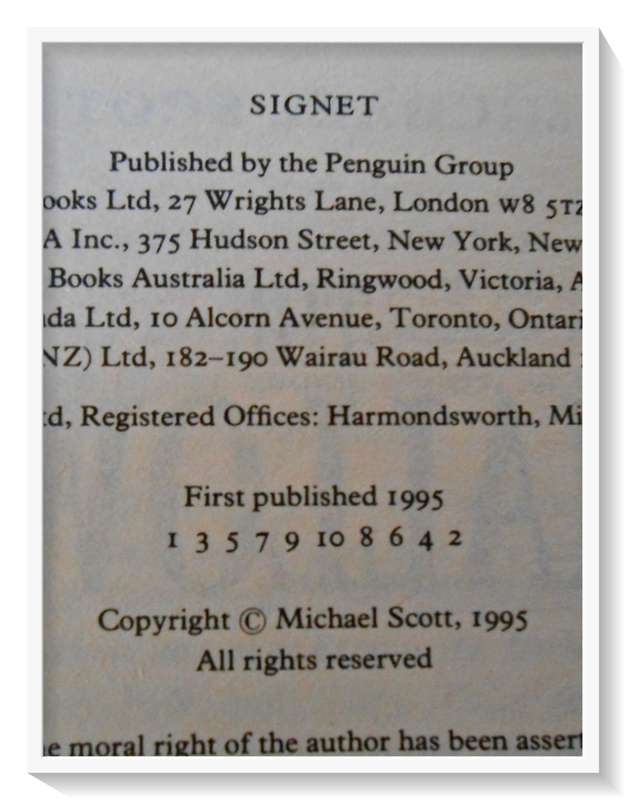 SIGNET
Published by the Penguin Group
ooks Ltd, 27 Wrights Lane, London W8 5TZ
A Inc., 375 Hudson Street, New York, New
Books Australia Ltd, Ringwood, Victoria, A
da Ltd, 10 Alcorn Avenue, Toronto, Ontari
NZ) Ltd, 182–190 Wairau Road, Auckland
td, Registered Offices: Harmondsworth, Mi
First published 1995
1 3 5 7 9 10 8 6 4 2
Copyright © Michael Scott, 1995
All rights reserved
e moral right of the author has been assert